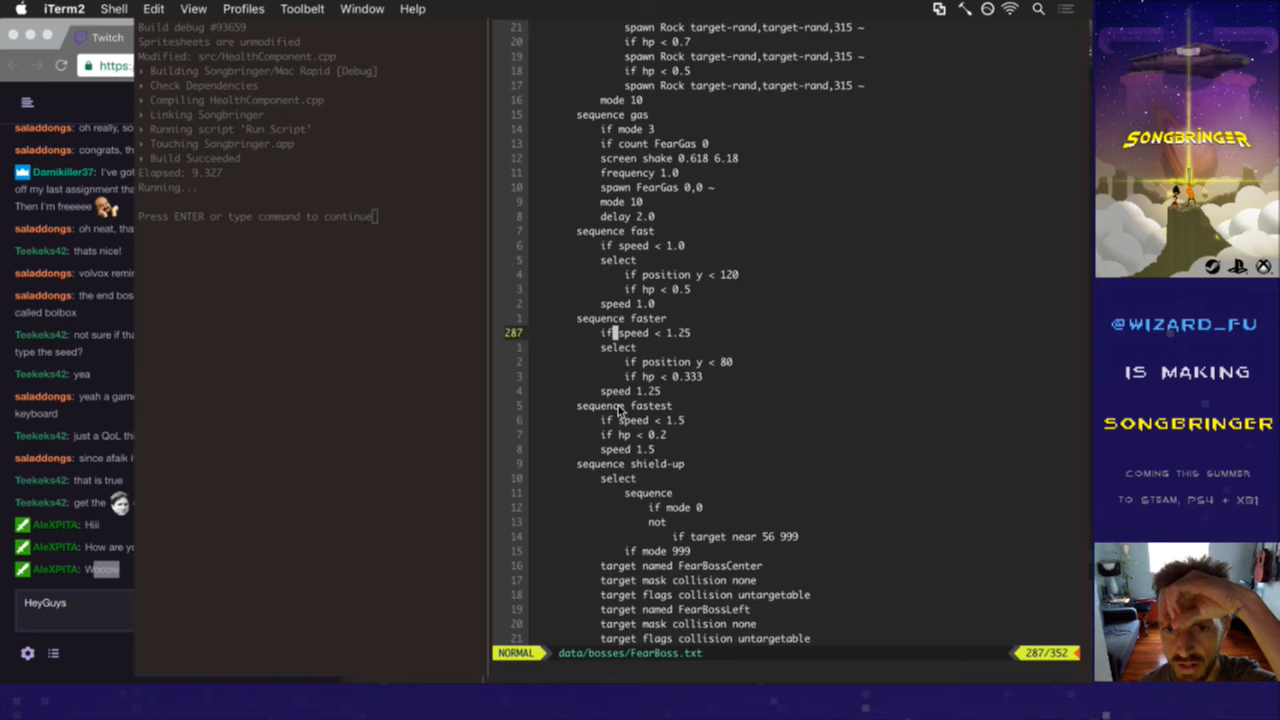 iTerm2 Shell Edit View Profiles Toolbelt Window Help
Twitch
https:
saladdongs: oh really, so
saladdongs: congrats, th
Damikiller37: I've got
off my last assignment tha
Then I'm freeeee
saladdongs: oh neat, tha
Teekeks42: thats nice!
saladdongs: volvox remin
the end bos
called bolbox
Teekeks42: not sure if tha
type the seed?
Teekeks42: yea
saladdongs: yeah a game
keyboard
Teekeks42: just a QoL thi
saladdongs: since afaik i
Teekeks42: that is true
Teekeks42: get the
AleXPITA: Hiii
AleXPITA: How are yo
AleXPITA: Wooow
HeyGuys
Build debug #93659
Spritesheets are unmodified
Modified: src/HealthComponent.cpp
Building Songbringer/Mac Rapid [Debug]
Check Dependencies
Compiling HealthComponent.cpp
Linking Songbringer
Running script 'Run Script'
Touching Songbringer.app
Build Succeeded
Elapsed: 9.327
Running...
Press ENTER or type command to continue
21 spawn Rock target-rand,target-rand,315 ~
20 if hp < 0.7
19 spawn Rock target-rand,target-rand,315 ~
18 if hp < 0.5
17 spawn Rock target-rand,target-rand,315 ~
16 mode 10
15 sequence gas
14 if mode 3
13 if count FearGas 0
12 screen shake 0.618 6.18
11 frequency 1.0
10 spawn FearGas 0,0 ~
9 mode 10
8 delay 2.0
7 sequence fast
6 if speed < 1.0
5 select
4 if position y < 120
3 if hp < 0.5
2 speed 1.0
1 sequence faster
287 if speed < 1.25
1 select
2 if position y < 80
3 if hp < 0.333
4 speed 1.25
5 sequence fastest
6 if speed < 1.5
7 if hp < 0.2
8 speed 1.5
9 sequence shield-up
10 select
11 sequence
12 if mode 0
13 not
14 if target near 56 999
15 if mode 999
16 target named FearBossCenter
17 target mask collision none
18 target flags collision untargetable
19 target named FearBossLeft
20 target mask collision none
21 target flags collision untargetable
NORMAL data/bosses/FearBoss.txt 287/352
SONGBRINGER
@WIZARD_FU
IS MAKING
SONGBRINGER
COMING THIS SUMMER
TO STEAM, PS4 + XB1